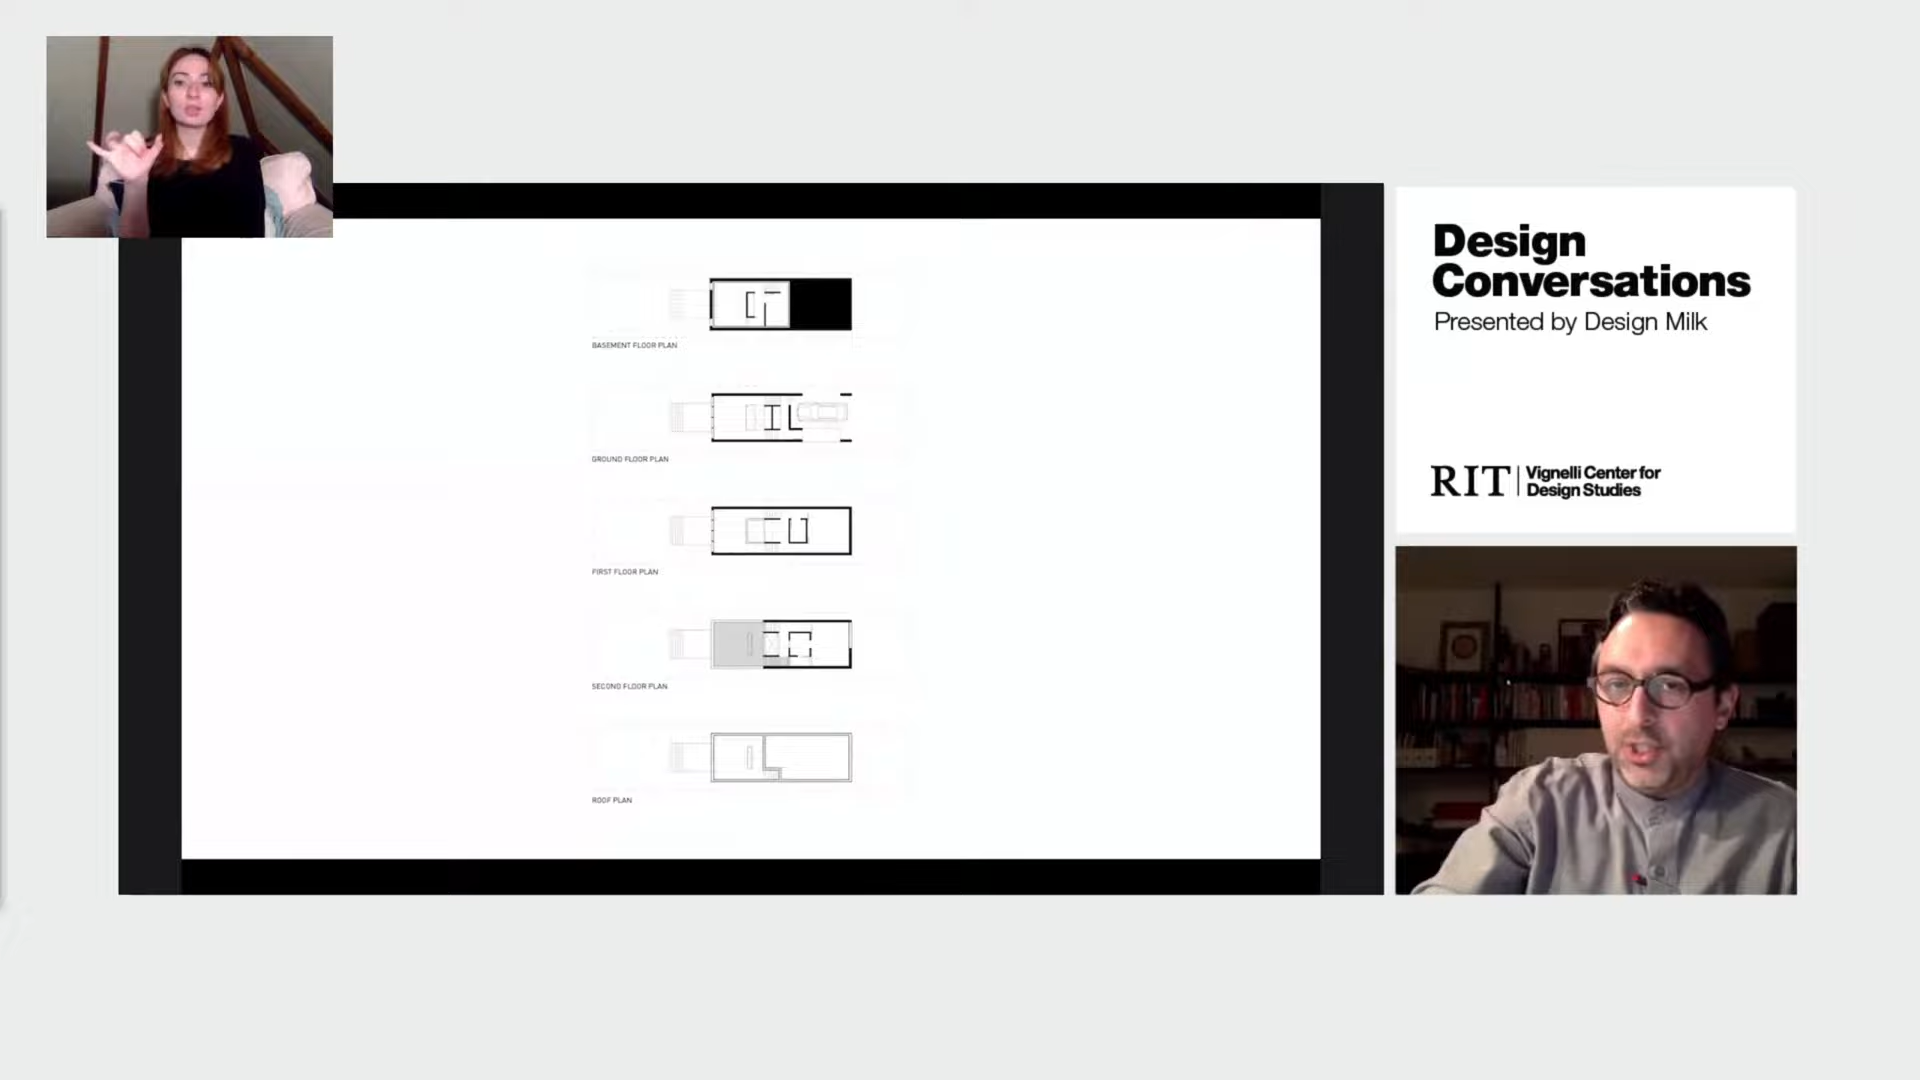 BASEMENT FLOOR PLAN
GROUND FLOOR PLAN
FIRST FLOOR PLAN
SECOND FLOOR PLAN
ROOF PLAN
Design
Conversations
Presented by Design Milk
RIT
Vignelli Center for
Design Studies